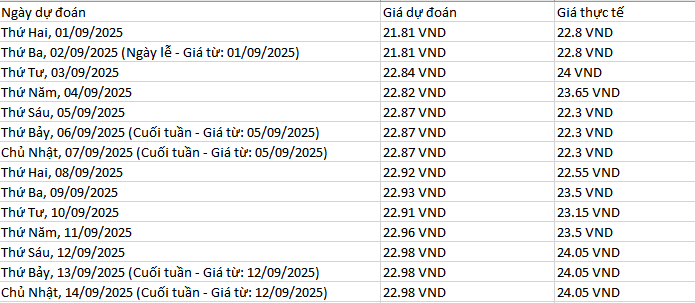 Ngày dự đoán Giá dự đoán Giá thực tế
Thứ Hai, 01/09/2025 21.81 VND 22.8 VND
Thứ Ba, 02/09/2025 (Ngày lễ - Giá từ: 01/09/2025) 21.81 VND 22.8 VND
Thứ Tư, 03/09/2025 22.84 VND 24 VND
Thứ Năm, 04/09/2025 22.82 VND 23.65 VND
Thứ Sáu, 05/09/2025 22.87 VND 22.3 VND
Thứ Bảy, 06/09/2025 (Cuối tuần - Giá từ: 05/09/2025) 22.87 VND 22.3 VND
Chủ Nhật, 07/09/2025 (Cuối tuần - Giá từ: 05/09/2025) 22.87 VND 22.3 VND
Thứ Hai, 08/09/2025 22.92 VND 22.55 VND
Thứ Ba, 09/09/2025 22.93 VND 23.5 VND
Thứ Tư, 10/09/2025 22.91 VND 23.15 VND
Thứ Năm, 11/09/2025 22.96 VND 23.5 VND
Thứ Sáu, 12/09/2025 22.98 VND 24.05 VND
Thứ Bảy, 13/09/2025 (Cuối tuần - Giá từ: 12/09/2025) 22.98 VND 24.05 VND
Chủ Nhật, 14/09/2025 (Cuối tuần - Giá từ: 12/09/2025) 22.98 VND 24.05 VND